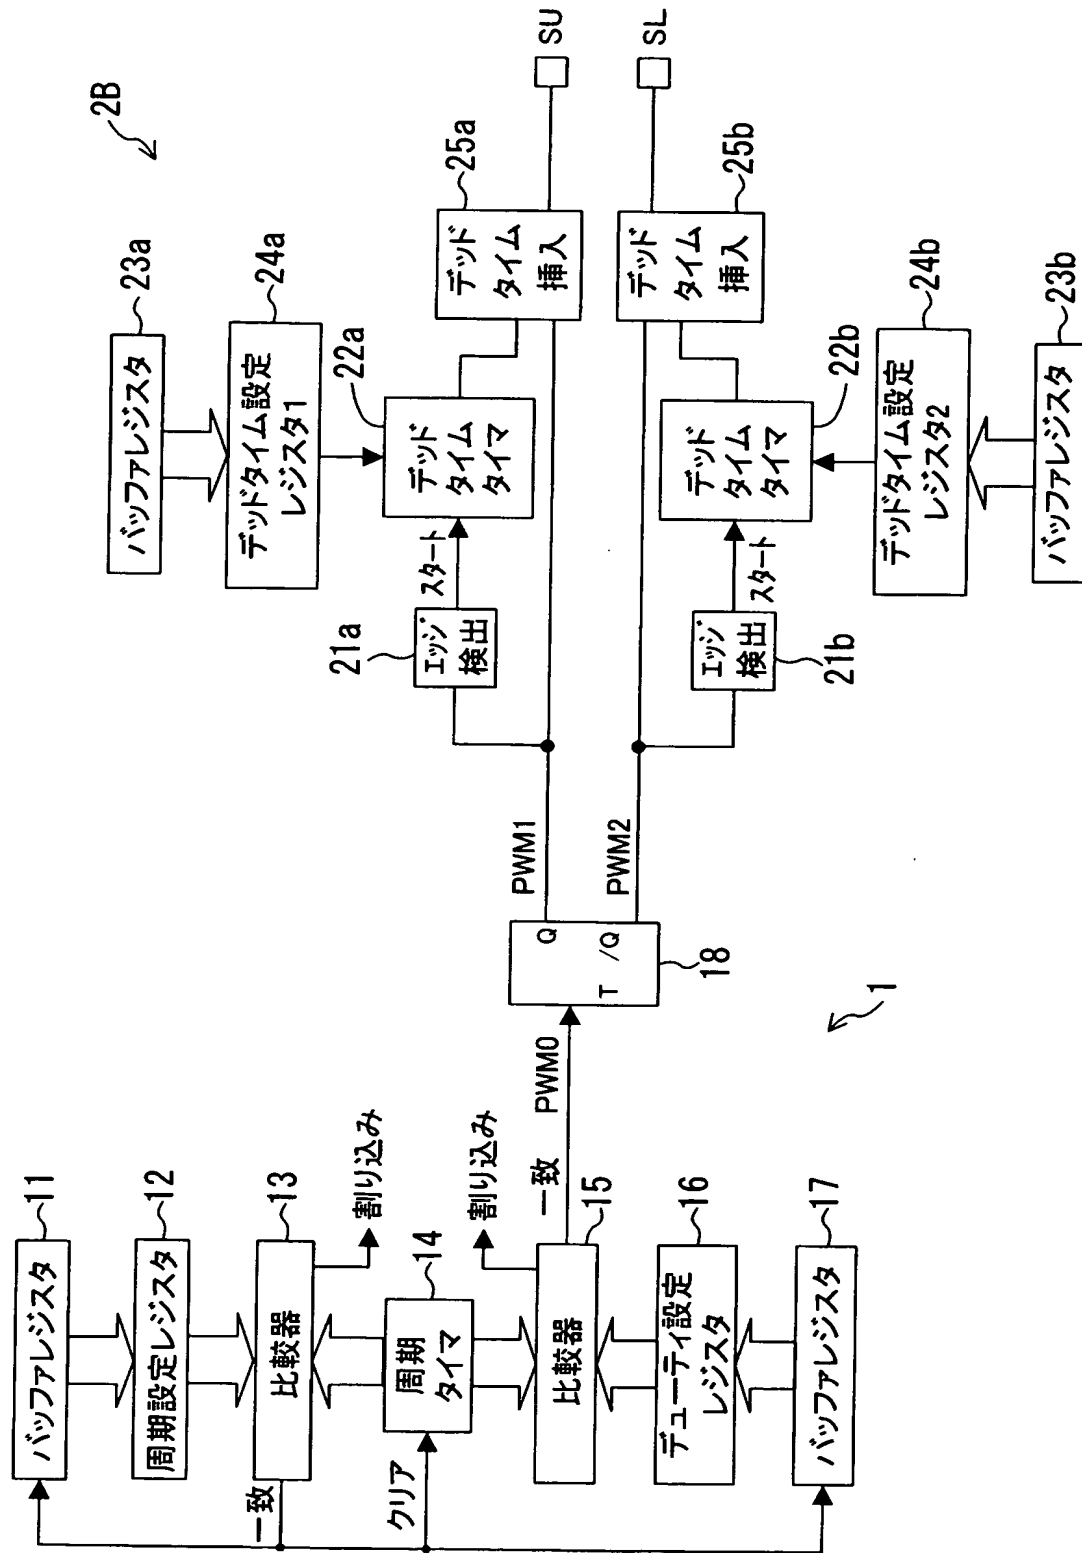 バッファレジスタ
11
周期設定レジスタ
12
比較器
13
一致
割り込み
周期
タイマ
14
クリア
割り込み
比較器
15
一致
PWM0
デューティ設定
レジスタ
16
バッファレジスタ
17
T
Q
/Q
18
1
PWM1
PWM2
2B
バッファレジスタ
23a
デッドタイム設定
レジスタ1
24a
エッジ
検出
21a
スタート
デッド
タイム
タイマ
22a
デッド
タイム
挿入
25a
SU
エッジ
検出
21b
スタート
デッド
タイム
タイマ
22b
デッド
タイム
挿入
25b
SL
デッドタイム設定
レジスタ2
24b
バッファレジスタ
23b